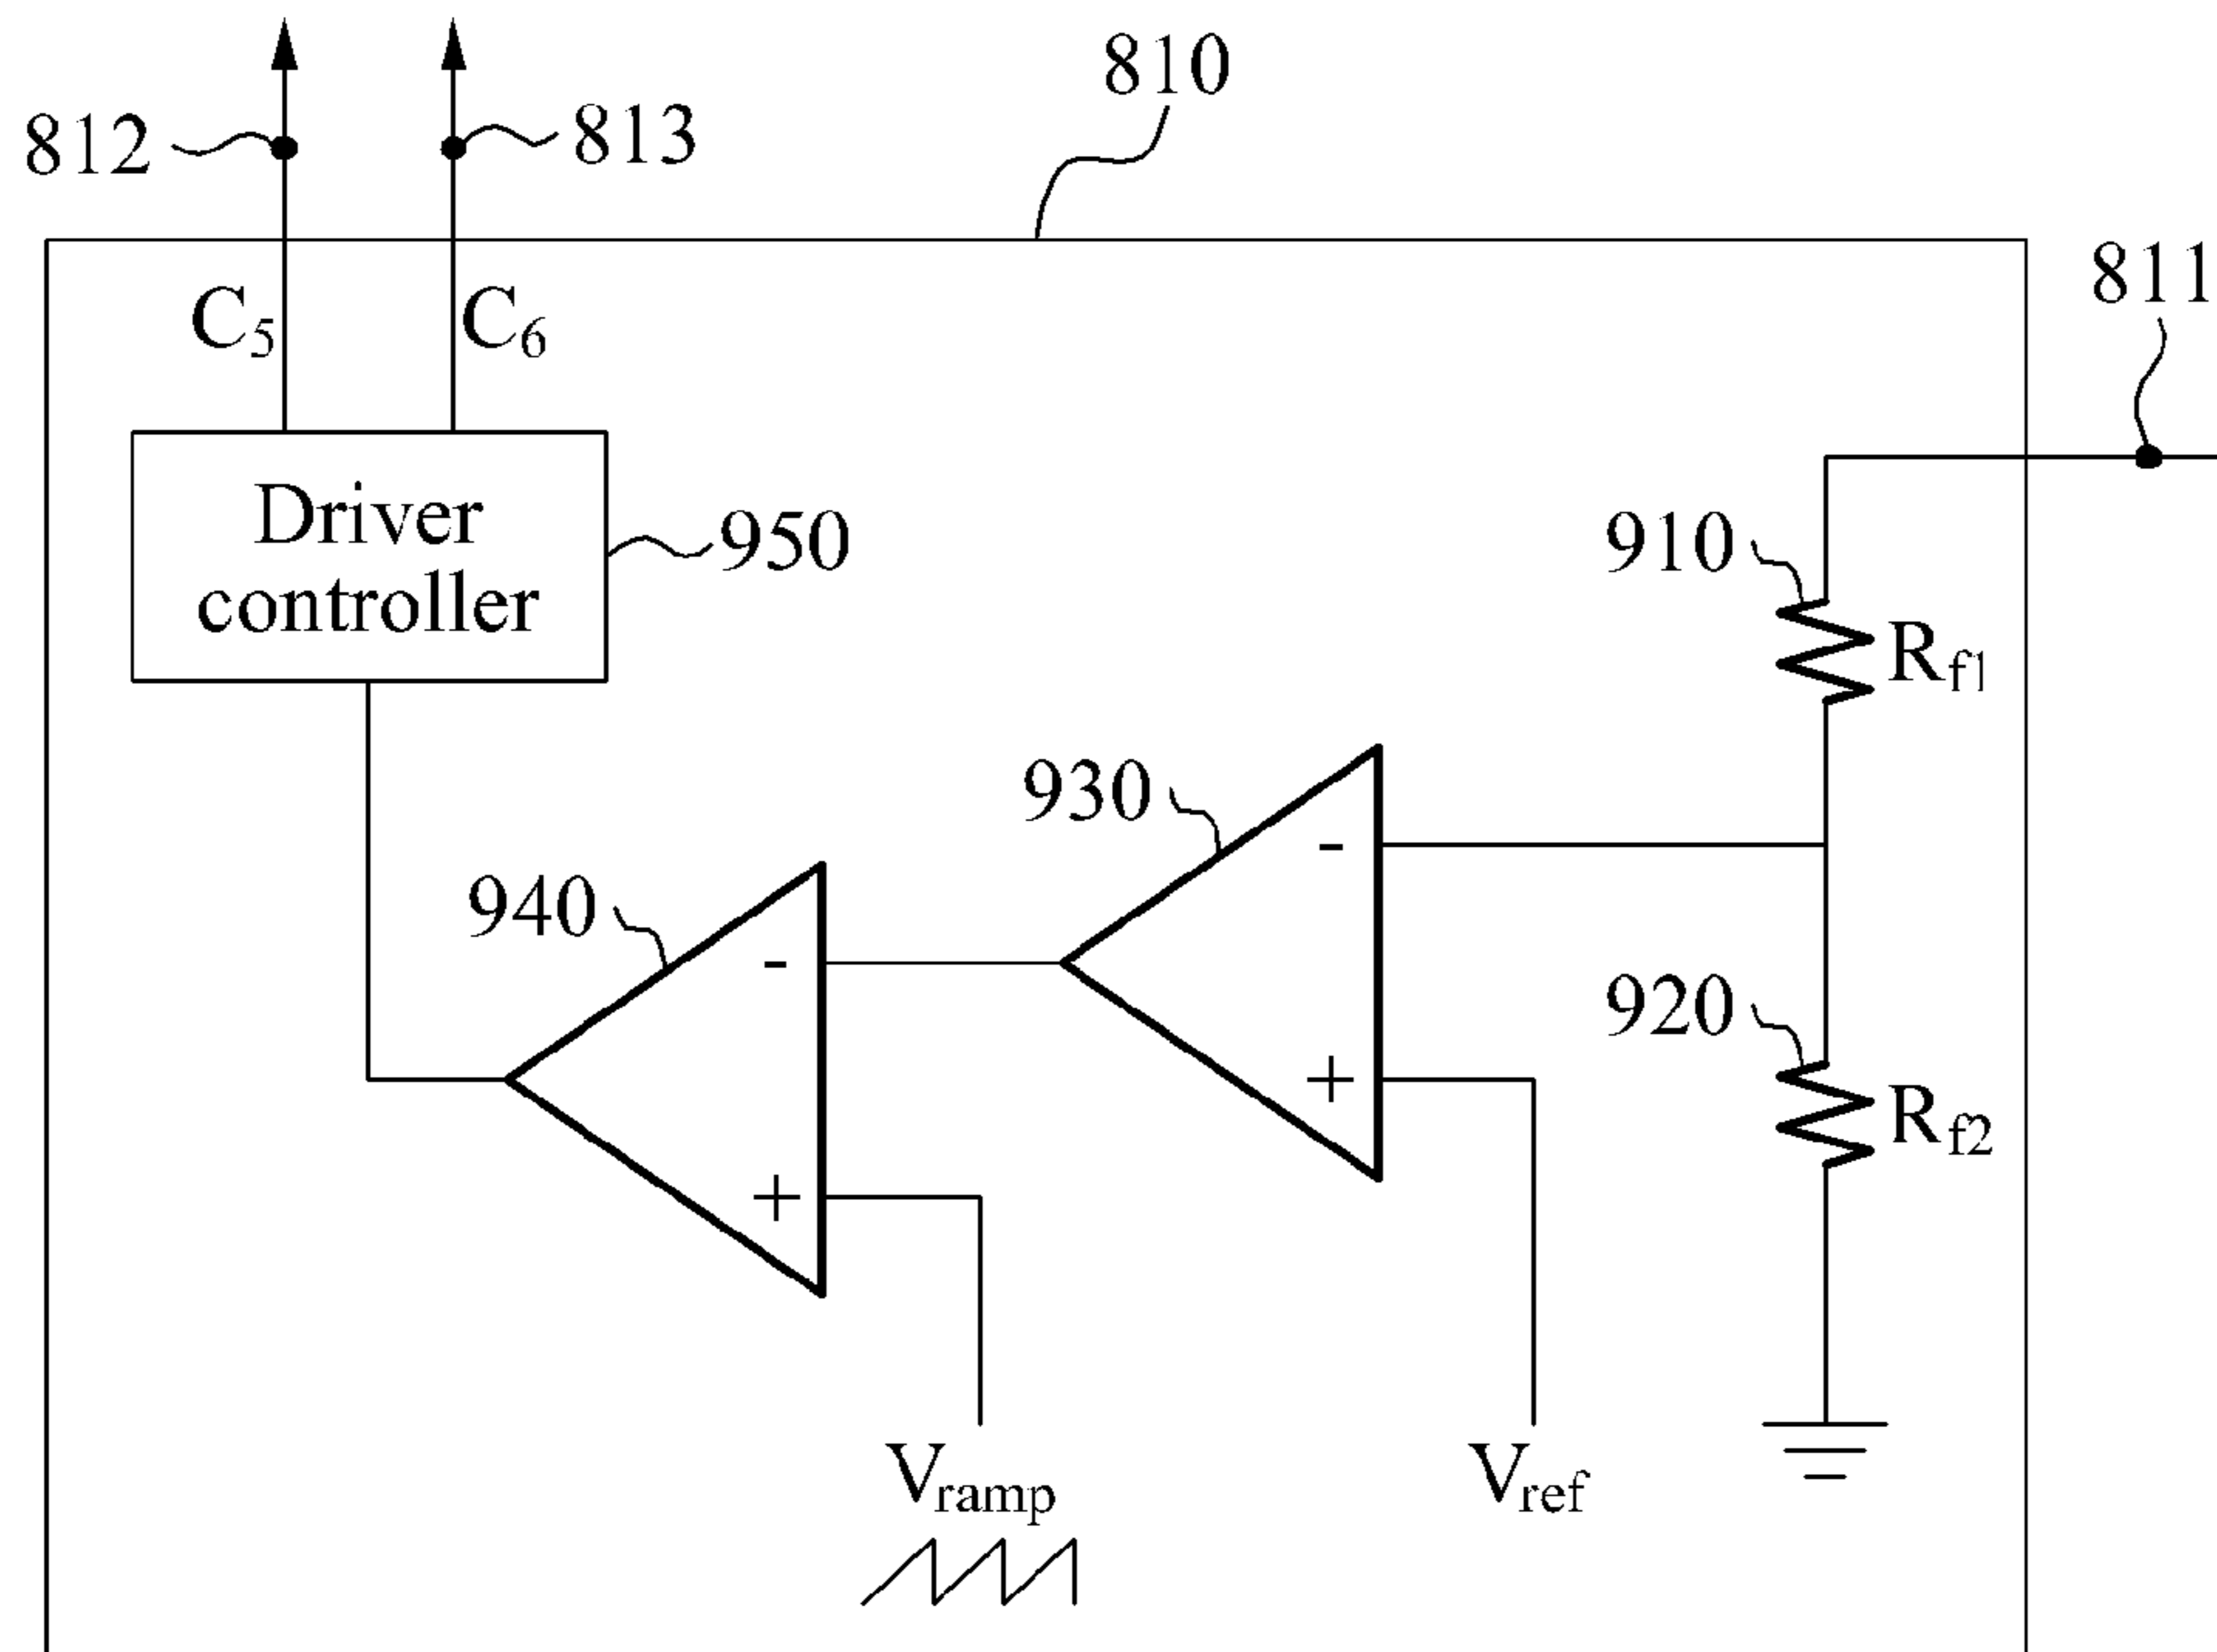 810
812
813
811
C5
C6
Driver
controller
950
910
Rf1
930
940
-
-
920
+
Rf2
+
Vramp
Vref